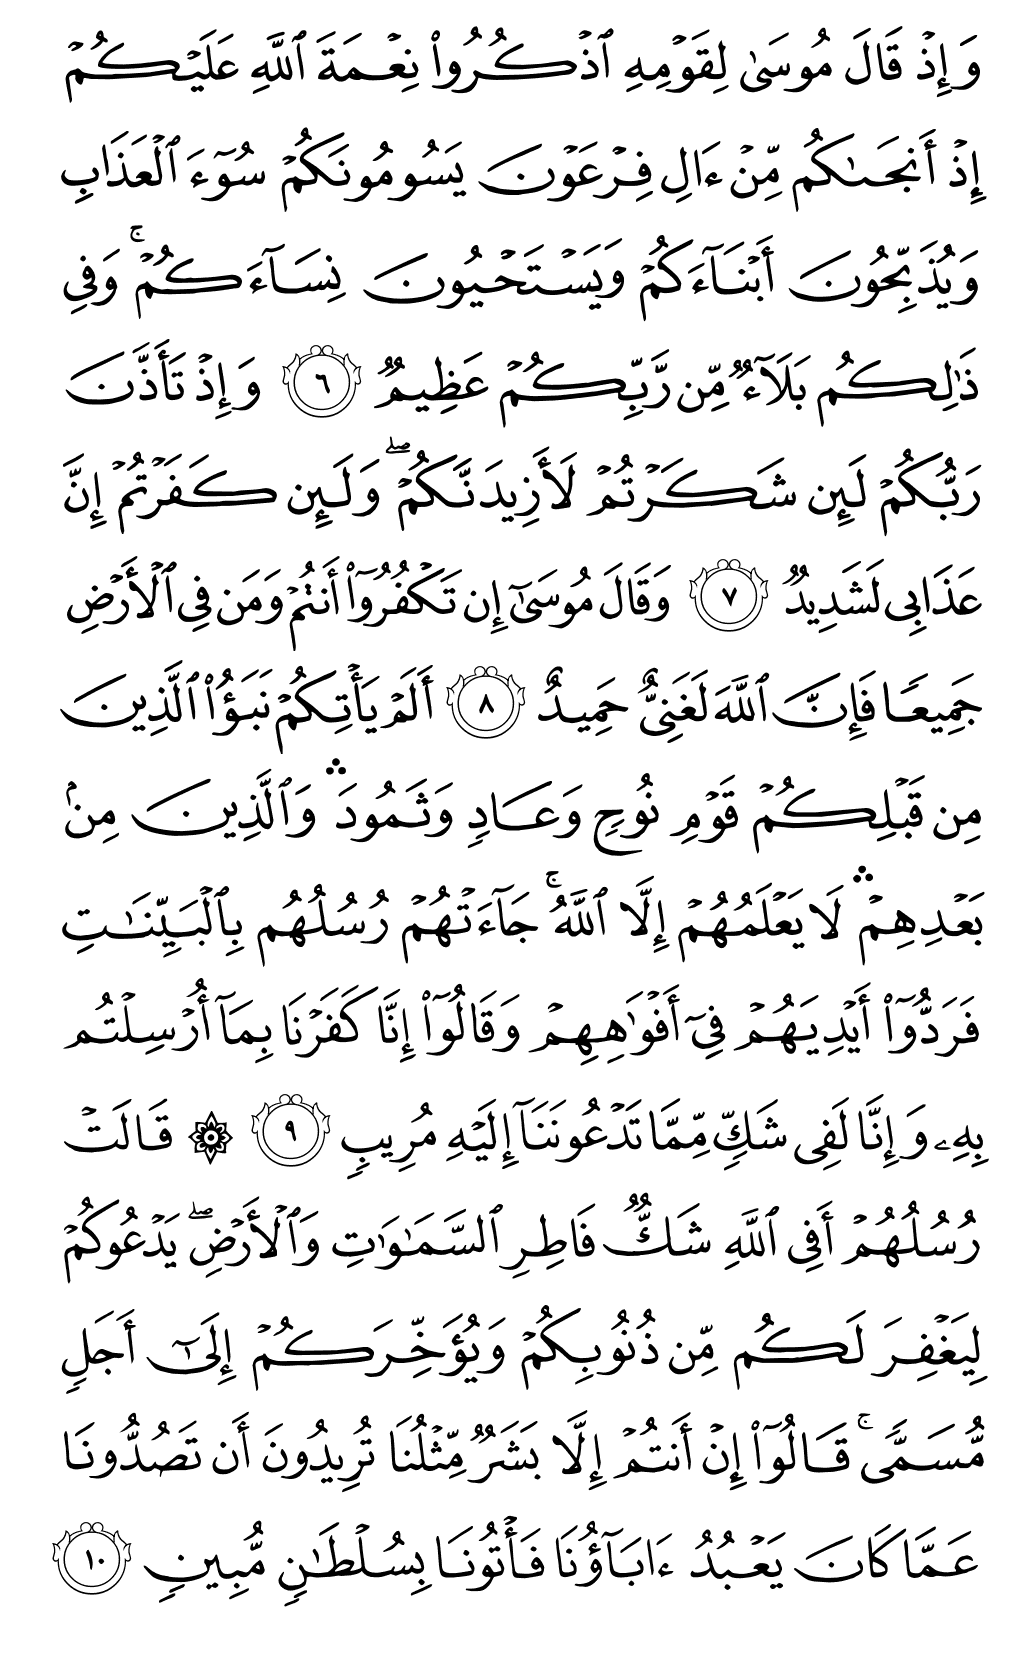 وَإِذۡ قَالَ مُوسَىٰ لِقَوۡمِهِ ٱذۡكُرُواْ نِعۡمَةَ ٱللَّهِ عَلَيۡكُمۡ
إِذۡ أَنجَىٰكُم مِّنۡ ءَالِ فِرۡعَوۡنَ يَسُومُونَكُمۡ سُوٓءَ ٱلۡعَذَابِ
وَيُذَبِّحُونَ أَبۡنَآءَكُمۡ وَيَسۡتَحۡيُونَ نِسَآءَكُمۡۚ وَفِي
ذَٰلِكُم بَلَآءٞ مِّن رَّبِّكُمۡ عَظِيمٞ ٦ وَإِذۡ تَأَذَّنَ
رَبُّكُمۡ لَئِن شَكَرۡتُمۡ لَأَزِيدَنَّكُمۡۖ وَلَئِن كَفَرۡتُمۡ إِنَّ
عَذَابِي لَشَدِيدٞ ٧ وَقَالَ مُوسَىٰٓ إِن تَكۡفُرُوٓاْ أَنتُمۡ وَمَن فِي ٱلۡأَرۡضِ
جَمِيعٗا فَإِنَّ ٱللَّهَ لَغَنِيٌّ حَمِيدٌ ٨ أَلَمۡ يَأۡتِكُمۡ نَبَؤُاْ ٱلَّذِينَ
مِن قَبۡلِكُمۡ قَوۡمِ نُوحٖ وَعَادٖ وَثَمُودَۛ وَٱلَّذِينَ مِنۢ
بَعۡدِهِمۡۛ لَا يَعۡلَمُهُمۡ إِلَّا ٱللَّهُۚ جَآءَتۡهُمۡ رُسُلُهُم بِٱلۡبَيِّنَٰتِ
فَرَدُّوٓاْ أَيۡدِيَهُمۡ فِيٓ أَفۡوَٰهِهِمۡ وَقَالُوٓاْ إِنَّا كَفَرۡنَا بِمَآ أُرۡسِلۡتُم
بِهِۦ وَإِنَّا لَفِي شَكّٖ مِّمَّا تَدۡعُونَنَآ إِلَيۡهِ مُرِيبٖ ٩ ۞ قَالَتۡ
رُسُلُهُمۡ أَفِي ٱللَّهِ شَكّٞ فَاطِرِ ٱلسَّمَٰوَٰتِ وَٱلۡأَرۡضِۖ يَدۡعُوكُمۡ
لِيَغۡفِرَ لَكُم مِّن ذُنُوبِكُمۡ وَيُؤَخِّرَكُمۡ إِلَىٰٓ أَجَلٖ
مُّسَمّٗىۚ قَالُوٓاْ إِنۡ أَنتُمۡ إِلَّا بَشَرٞ مِّثۡلُنَا تُرِيدُونَ أَن تَصُدُّونَا
عَمَّا كَانَ يَعۡبُدُ ءَابَآؤُنَا فَأۡتُونَا بِسُلۡطَٰنٖ مُّبِينٖ ١٠